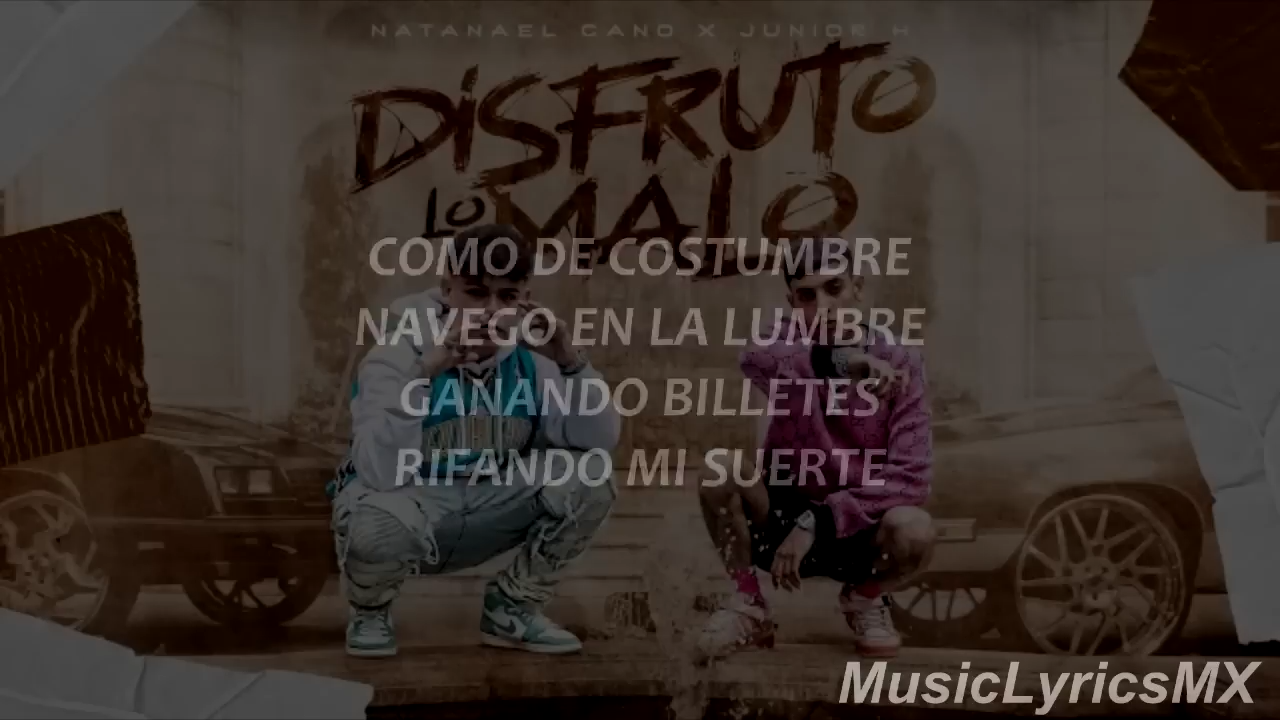 NATANAEL CANO X JUNIOR H
DISFRUTO
LO MALO
COMO DE COSTUMBRE
NAVEGO EN LA LUMBRE
GANANDO BILLETES
RIFANDO MI SUERTE
MusicLyricsMX